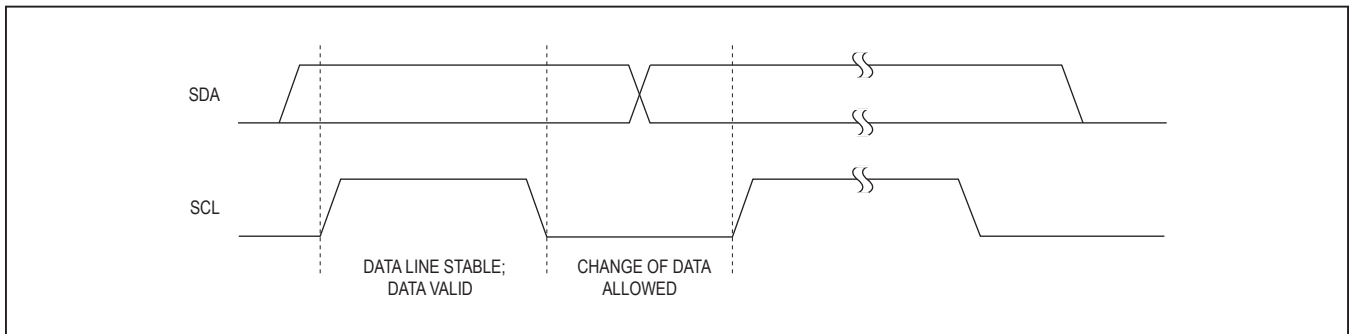 SDA
SCL
DATA LINE STABLE;
DATA VALID
CHANGE OF DATA
ALLOWED